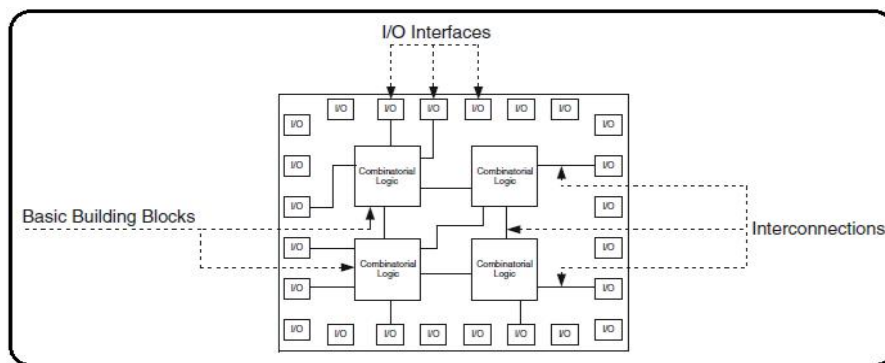 I/O Interfaces
I/O I/O I/O I/O I/O I/O
I/O I/O
I/O I/O
Combinatorial Logic
Combinatorial Logic
I/O I/O
Basic Building Blocks
Interconnections
I/O I/O
Combinatorial Logic
Combinatorial Logic
I/O I/O
I/O I/O I/O I/O I/O I/O I/O I/O